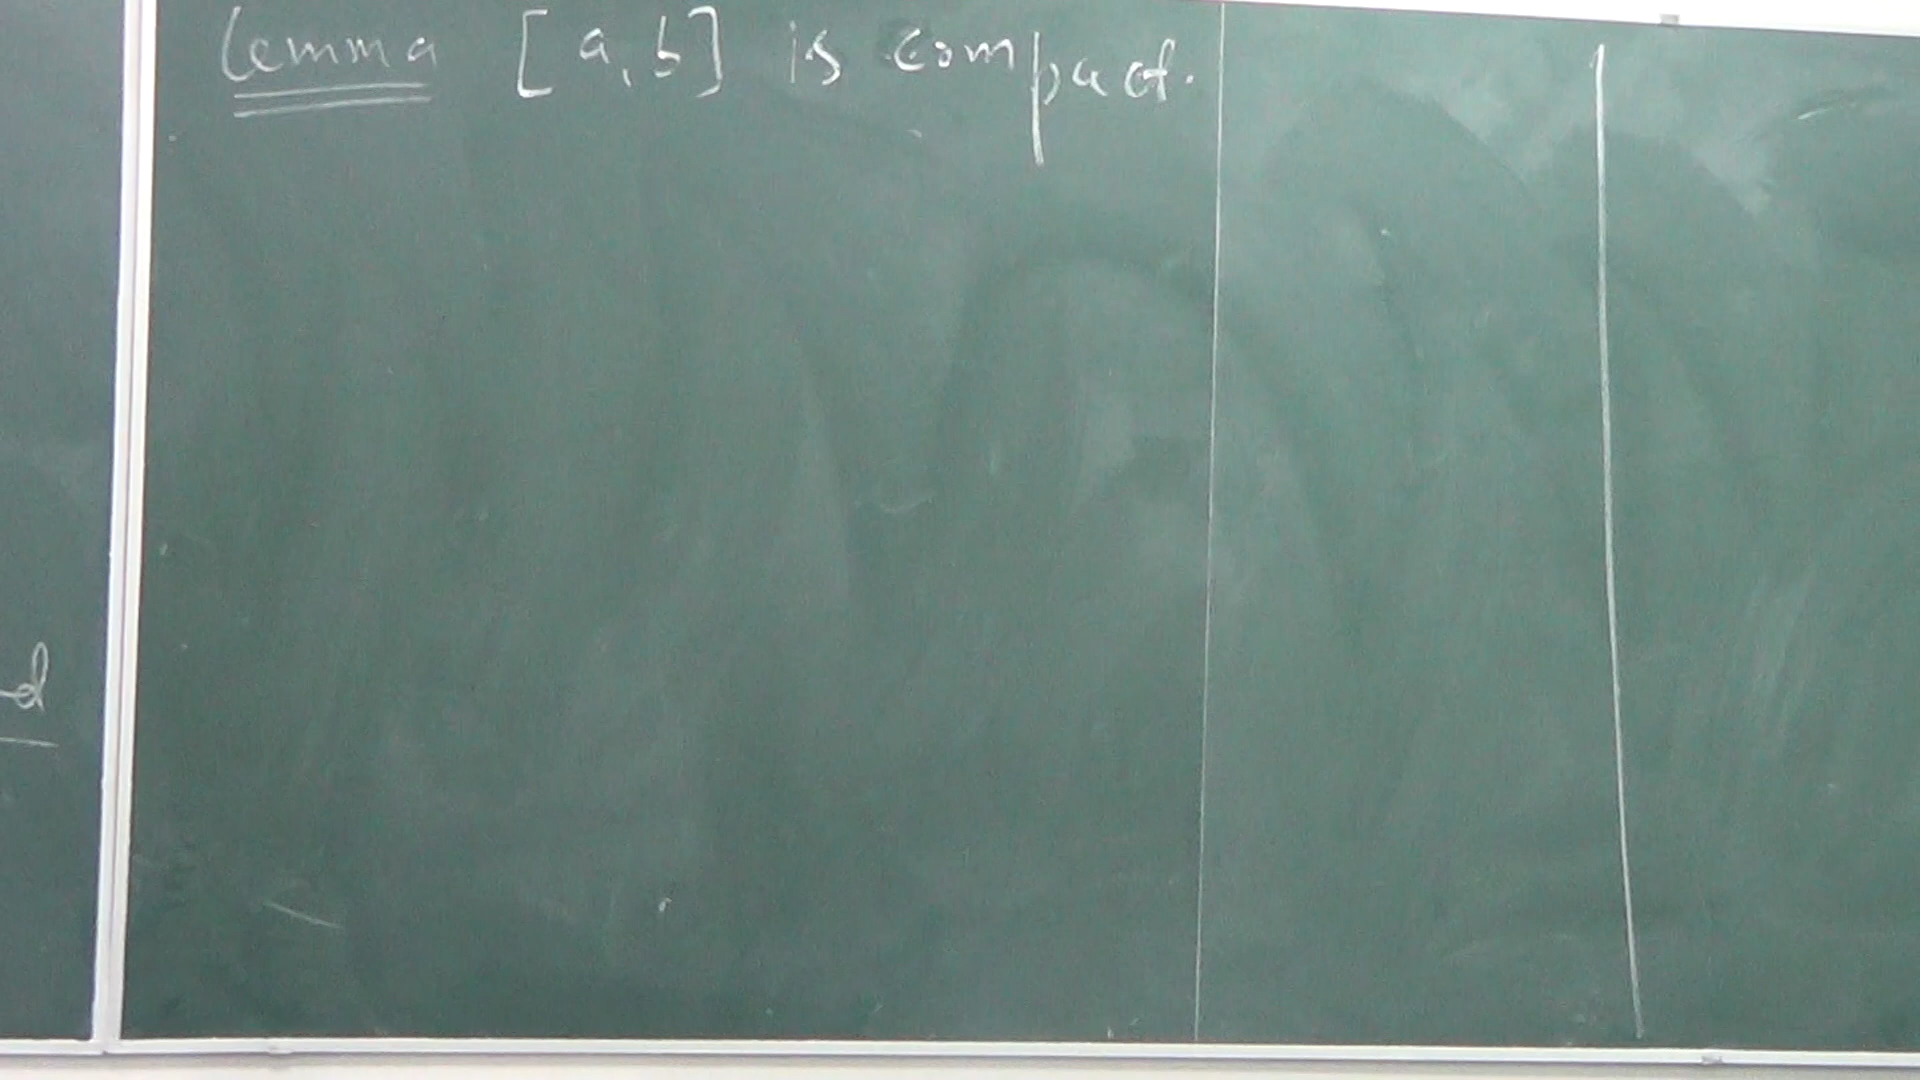 Lemma [a, b] is compact.
d